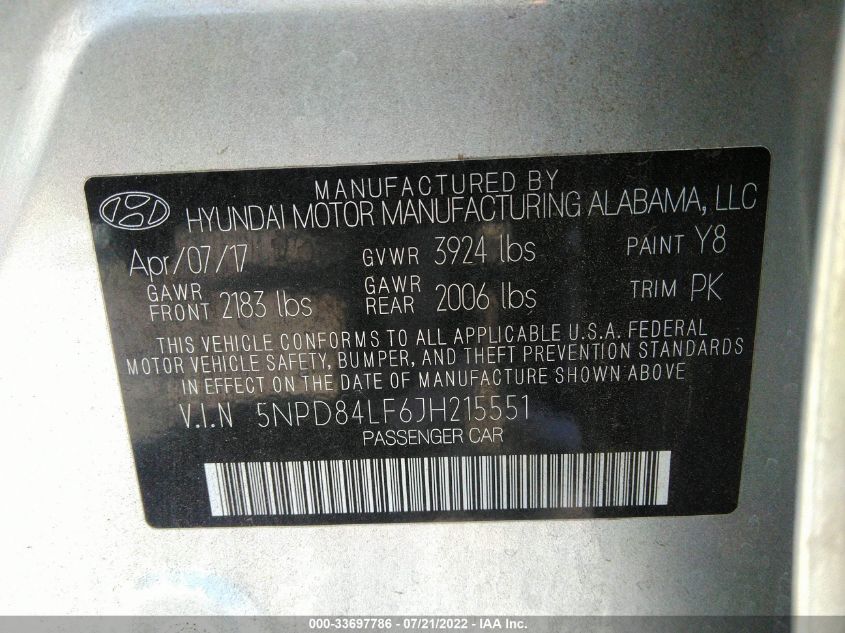 MANUFACTURED BY
HYUNDAI MOTOR MANUFACTURING ALABAMA, LLC
Apr/07/17 GVWR 3924 lbs PAINT Y8
GAWR FRONT 2183 lbs GAWR REAR 2006 lbs TRIM PK
THIS VEHICLE CONFORMS TO ALL APPLICABLE U.S.A. FEDERAL
MOTOR VEHICLE SAFETY, BUMPER, AND THEFT PREVENTION STANDARDS
IN EFFECT ON THE DATE OF MANUFACTURE SHOWN ABOVE
V.I.N 5NPD84LF6JH215551
PASSENGER CAR
000-33697786 - 07/21/2022 - IAA Inc.